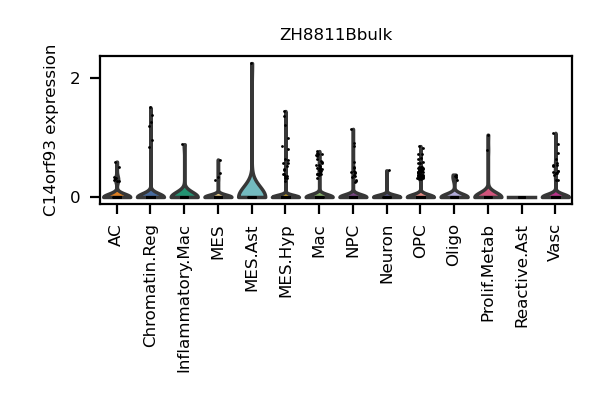 ZH8811Bbulk
C14orf93 expression
2
0
AC
Chromatin.Reg
Inflammatory.Mac
MES
MES.Ast
MES.Hyp
Mac
NPC
Neuron
OPC
Oligo
Prolif.Metab
Reactive.Ast
Vasc